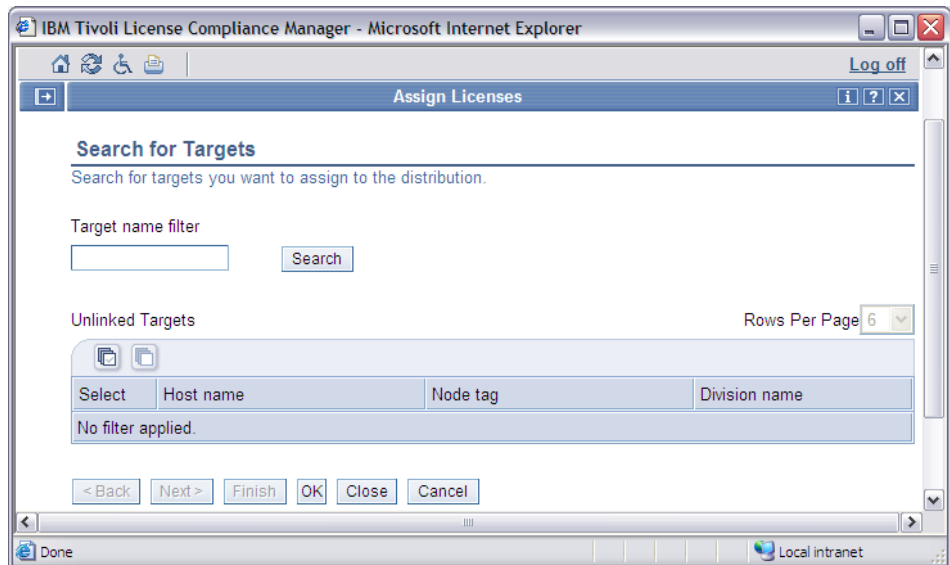 IBM Tivoli License Compliance Manager - Microsoft Internet Explorer
Log off
Assign Licenses
i ?
Search for Targets
Search for targets you want to assign to the distribution.
Target name filter
Search
Unlinked Targets Rows Per Page 6
Select Host name Node tag Division name
No filter applied.
< Back Next > Finish OK Close Cancel
Done Local intranet